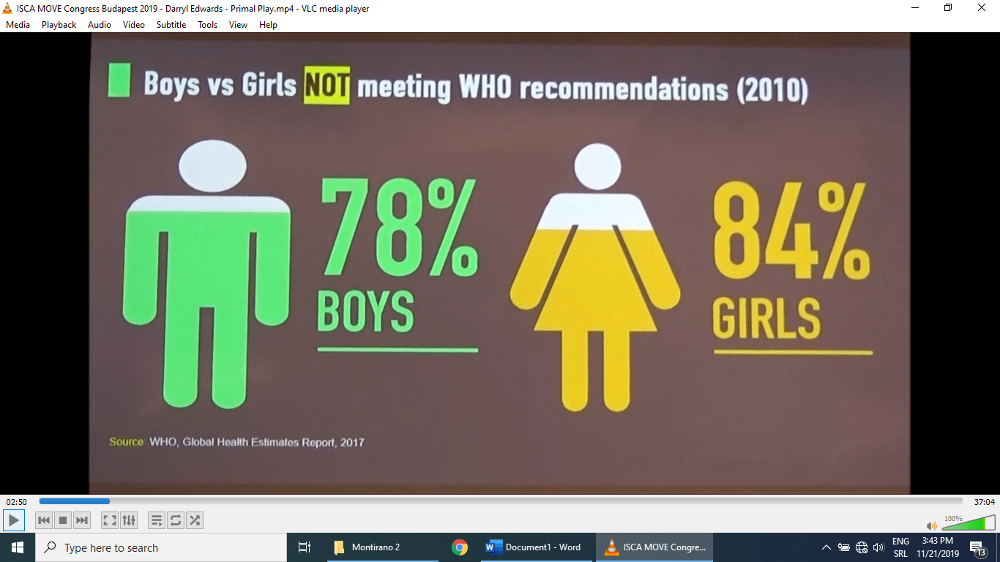 ISCA MOVE Congress Budapest 2019 - Darryl Edwards - Primal Play.mp4 - VLC media player
Media Playback Audio Video Subtitle Tools View Help
Boys vs Girls NOT meeting WHO recommendations (2010)
78%
BOYS
84%
GIRLS
Source: WHO, Global Health Estimates Report, 2017
02:50
37:04
100%
Type here to search
Montirano 2
Document1 - Word
ISCA MOVE Congre...
ENG
SRL
3:43 PM
11/21/2019
13